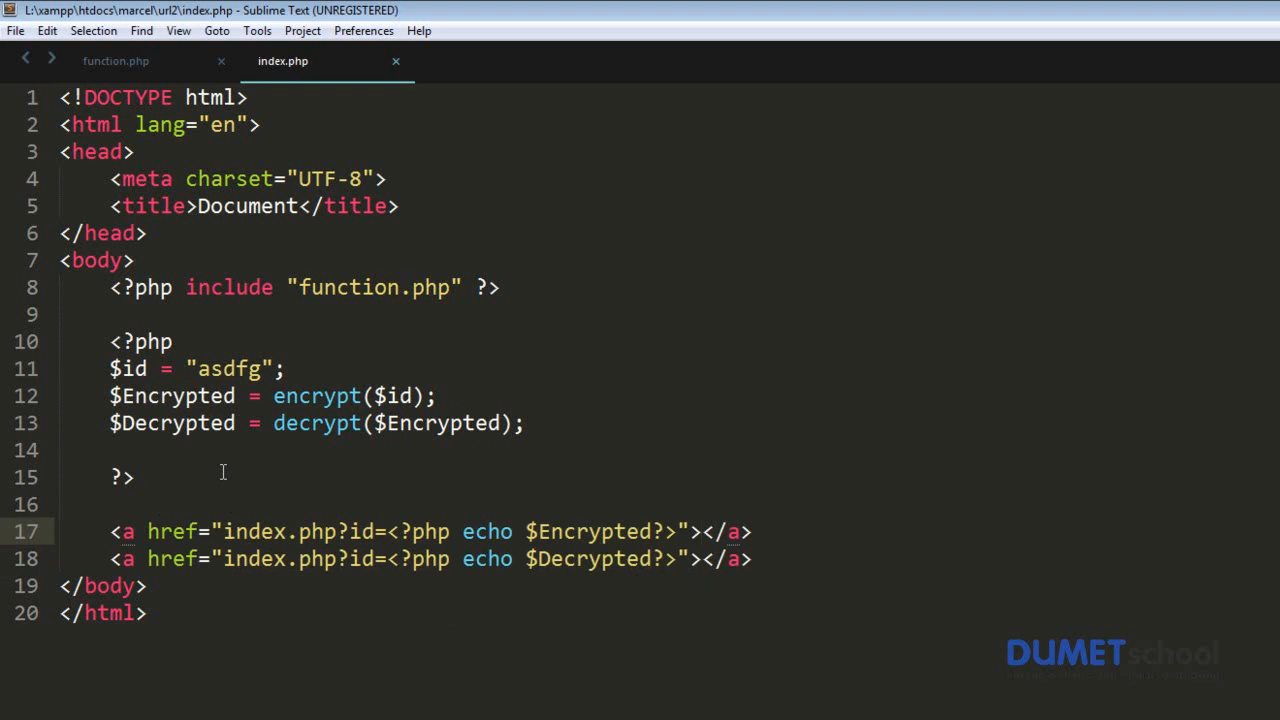 L:\xampp\htdocs\marcel\url2\index.php - Sublime Text (UNREGISTERED)
File Edit Selection Find View Goto Tools Project Preferences Help
function.php × index.php ×
1 <!DOCTYPE html>
2 <html lang="en">
3 <head>
4 <meta charset="UTF-8">
5 <title>Document</title>
6 </head>
7 <body>
8 <?php include "function.php" ?>
9
10 <?php
11 $id = "asdfg";
12 $Encrypted = encrypt($id);
13 $Decrypted = decrypt($Encrypted);
14
15 ?>
16
17 <a href="index.php?id=<?php echo $Encrypted?>"></a>
18 <a href="index.php?id=<?php echo $Decrypted?>"></a>
19 </body>
20 </html>
DUMETschool